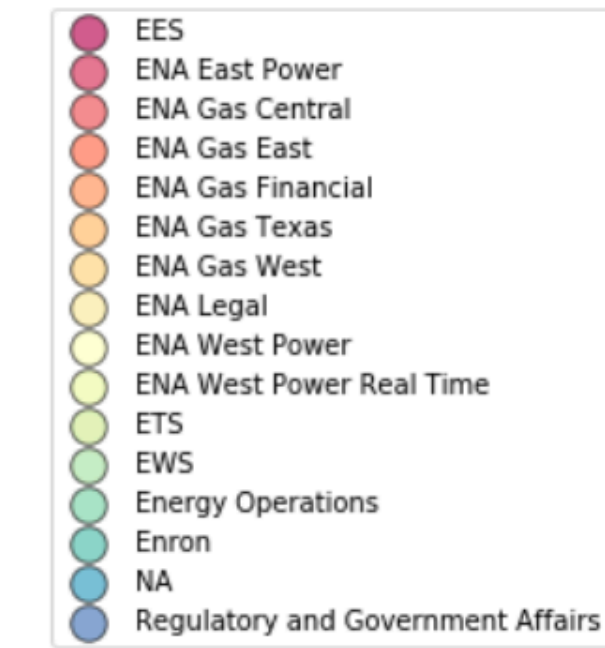 EES
ENA East Power
ENA Gas Central
ENA Gas East
ENA Gas Financial
ENA Gas Texas
ENA Gas West
ENA Legal
ENA West Power
ENA West Power Real Time
ETS
EWS
Energy Operations
Enron
NA
Regulatory and Government Affairs